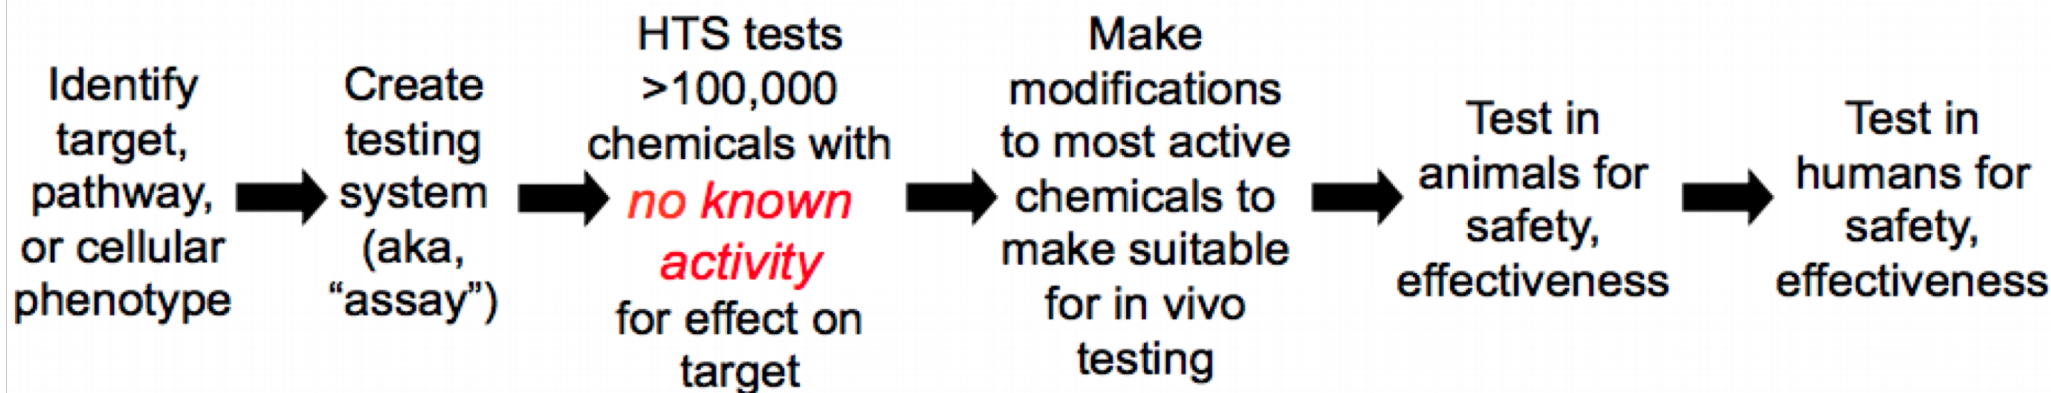 Identify
target,
pathway,
or cellular
phenotype
Create
testing
system
(aka,
“assay”)
HTS tests
>100,000
chemicals with
no known
activity
for effect on
target
Make
modifications
to most active
chemicals to
make suitable
for in vivo
testing
Test in
animals for
safety,
effectiveness
Test in
humans for
safety,
effectiveness